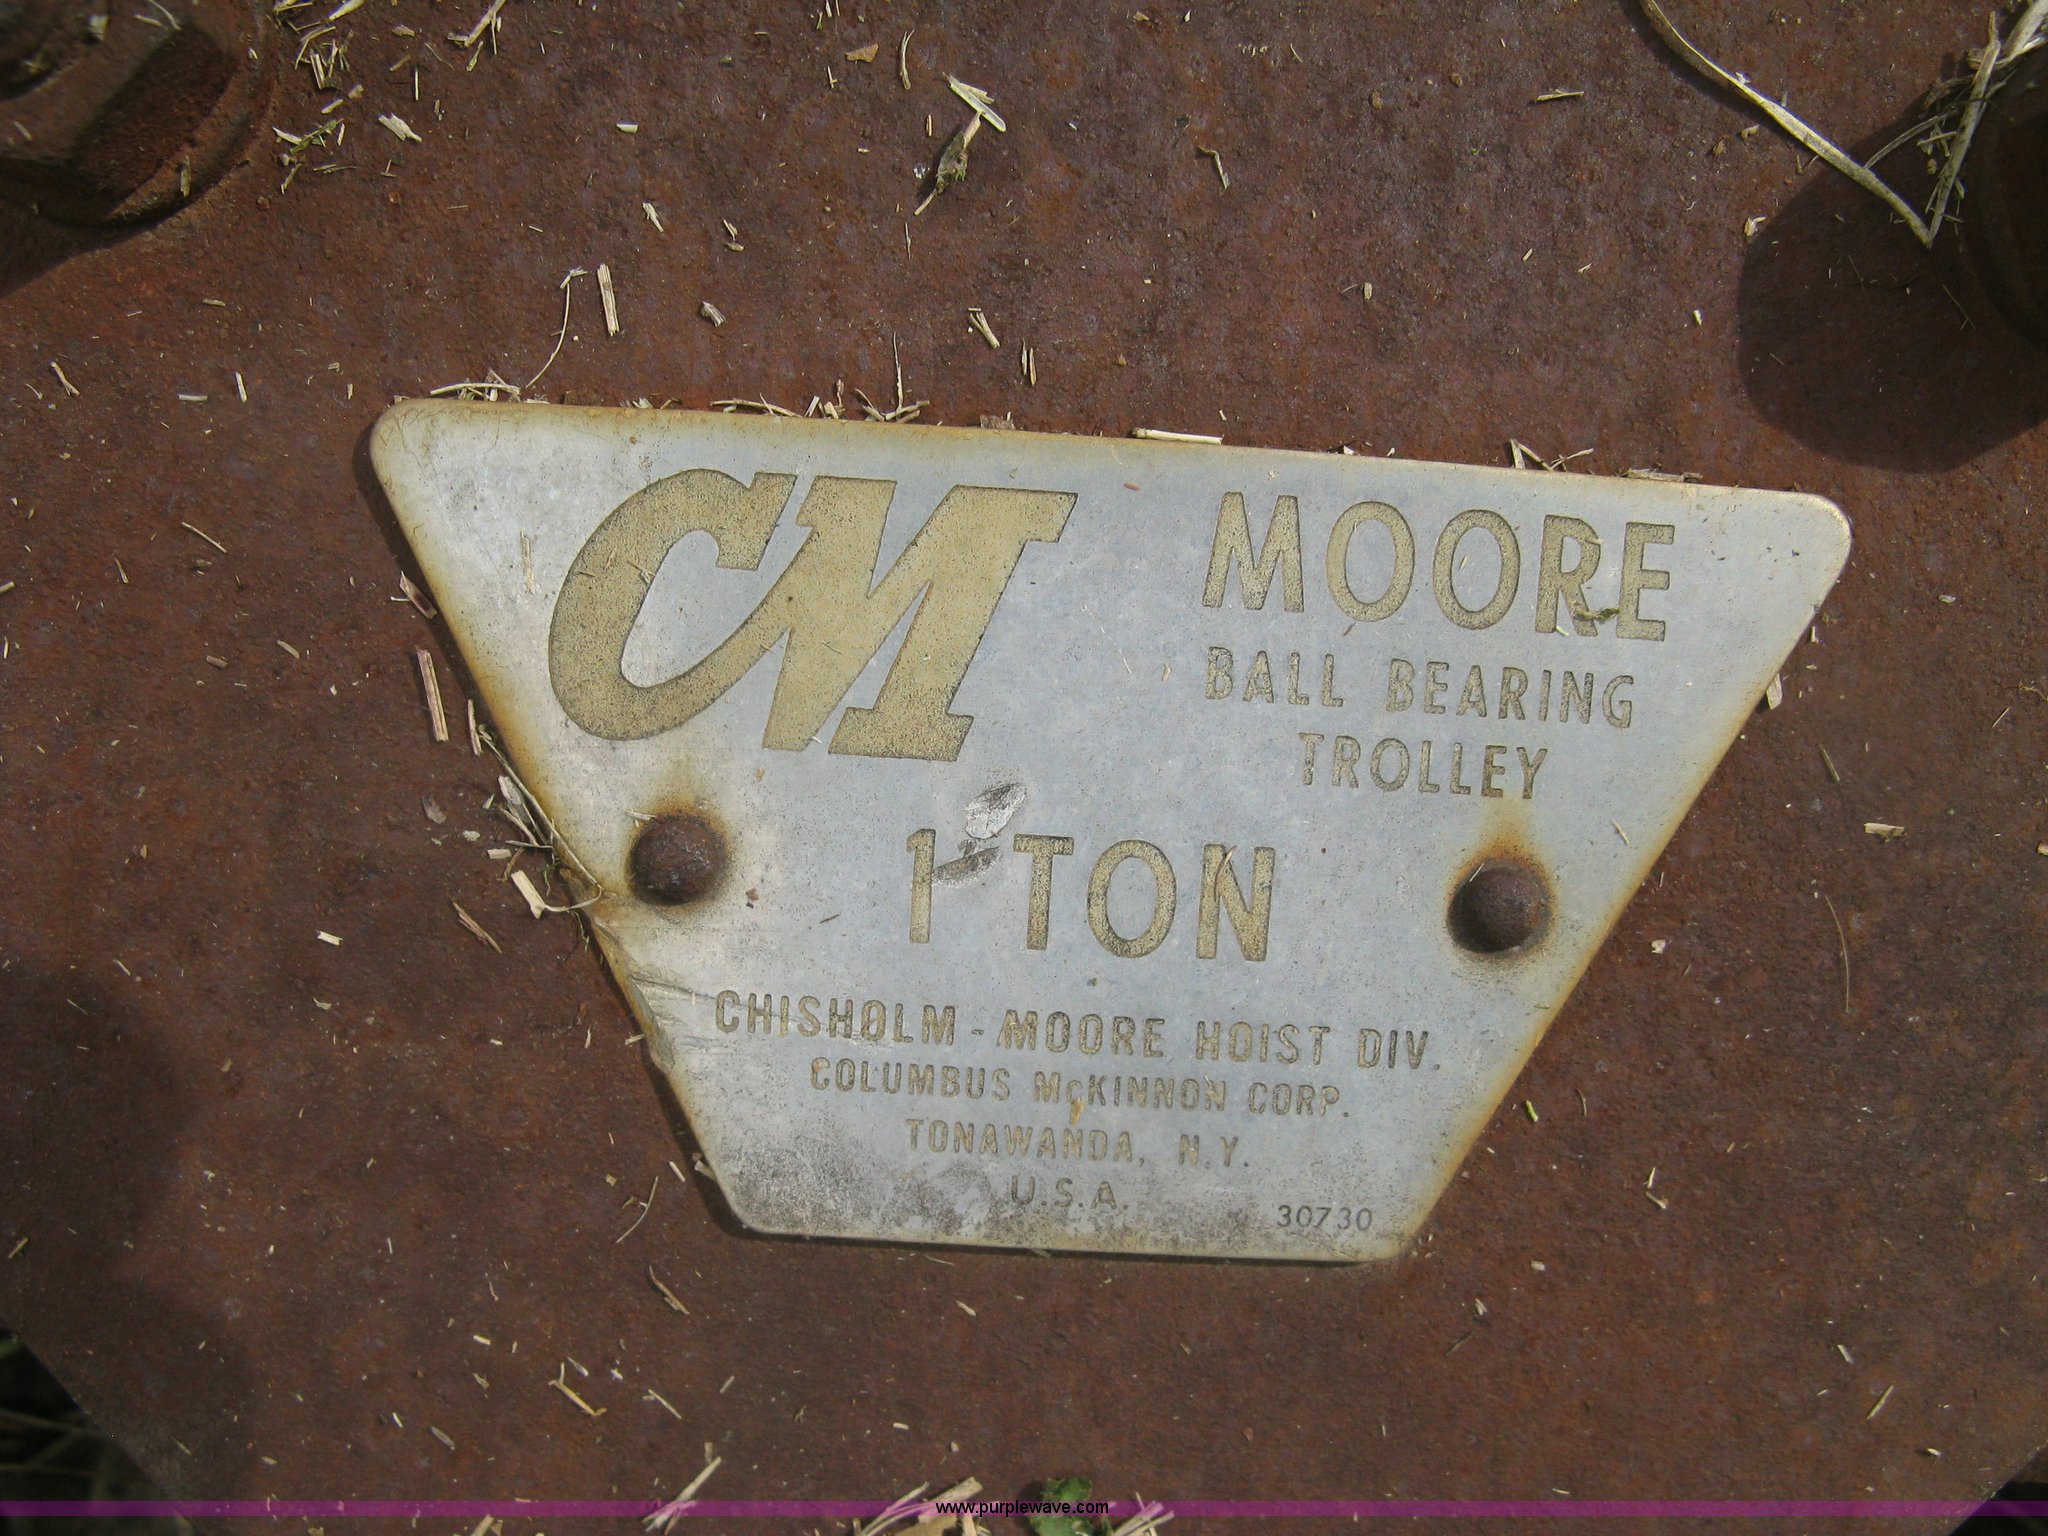 CM
MOORE
BALL BEARING
TROLLEY
1 TON
CHISHOLM - MOORE HOIST DIV.
COLUMBUS McKINNON CORP.
TONAWANDA, N.Y.
U.S.A.
30730
www.purplewave.com